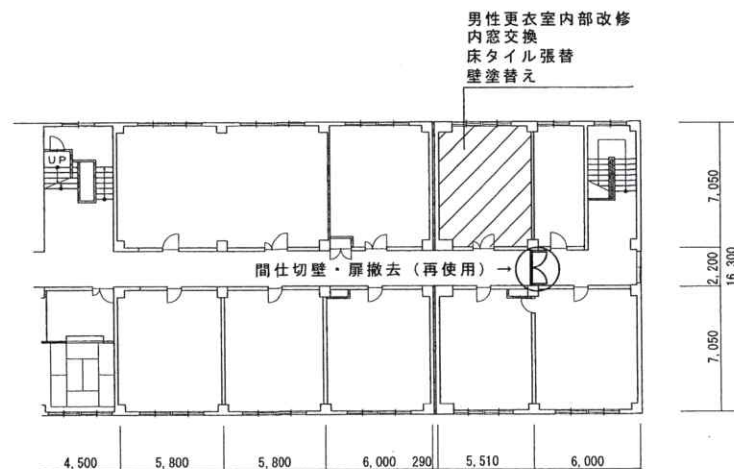 男性更衣室内部改修
内窓交換
床タイル張替
壁塗替え
UP
間仕切壁・扉撤去（再使用）→
7,050
2,200
16,300
7,050
4,500 5,800 5,800 6,000 290 5,510 6,000